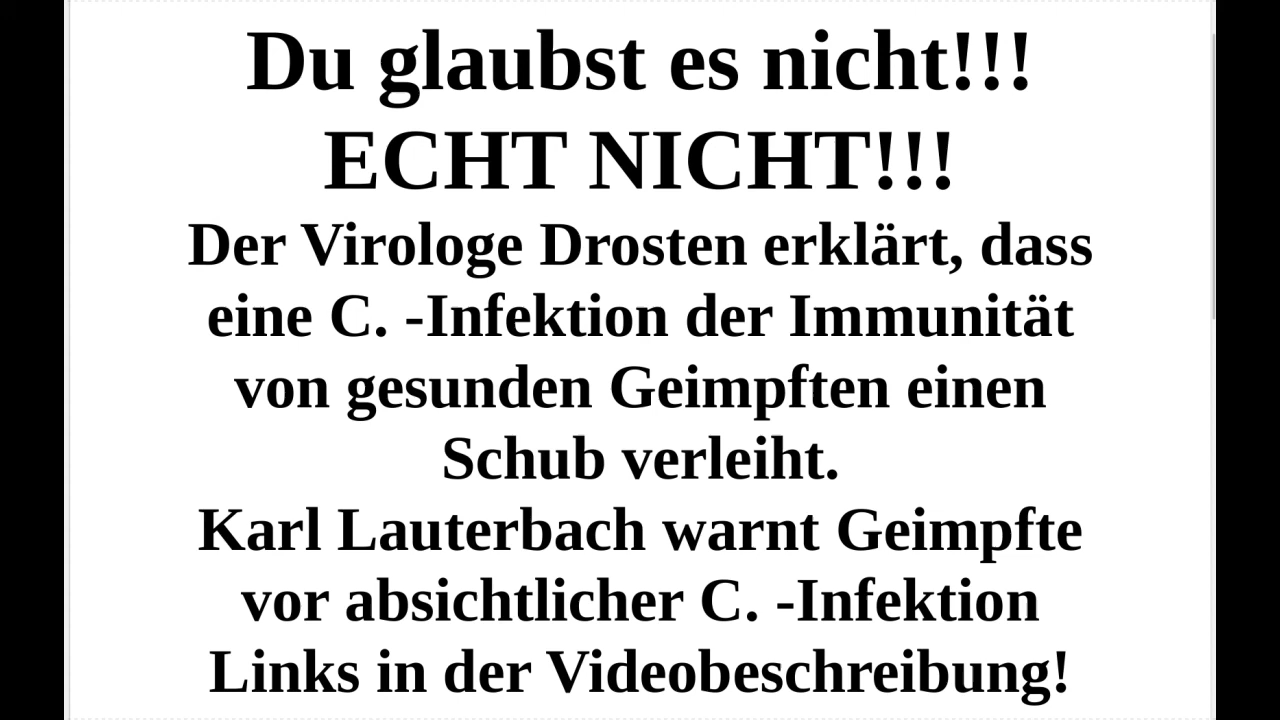 Du glaubst es nicht!!!
ECHT NICHT!!!
Der Virologe Drosten erklärt, dass
eine C. -Infektion der Immunität
von gesunden Geimpften einen
Schub verleiht.
Karl Lauterbach warnt Geimpfte
vor absichtlicher C. -Infektion
Links in der Videobeschreibung!